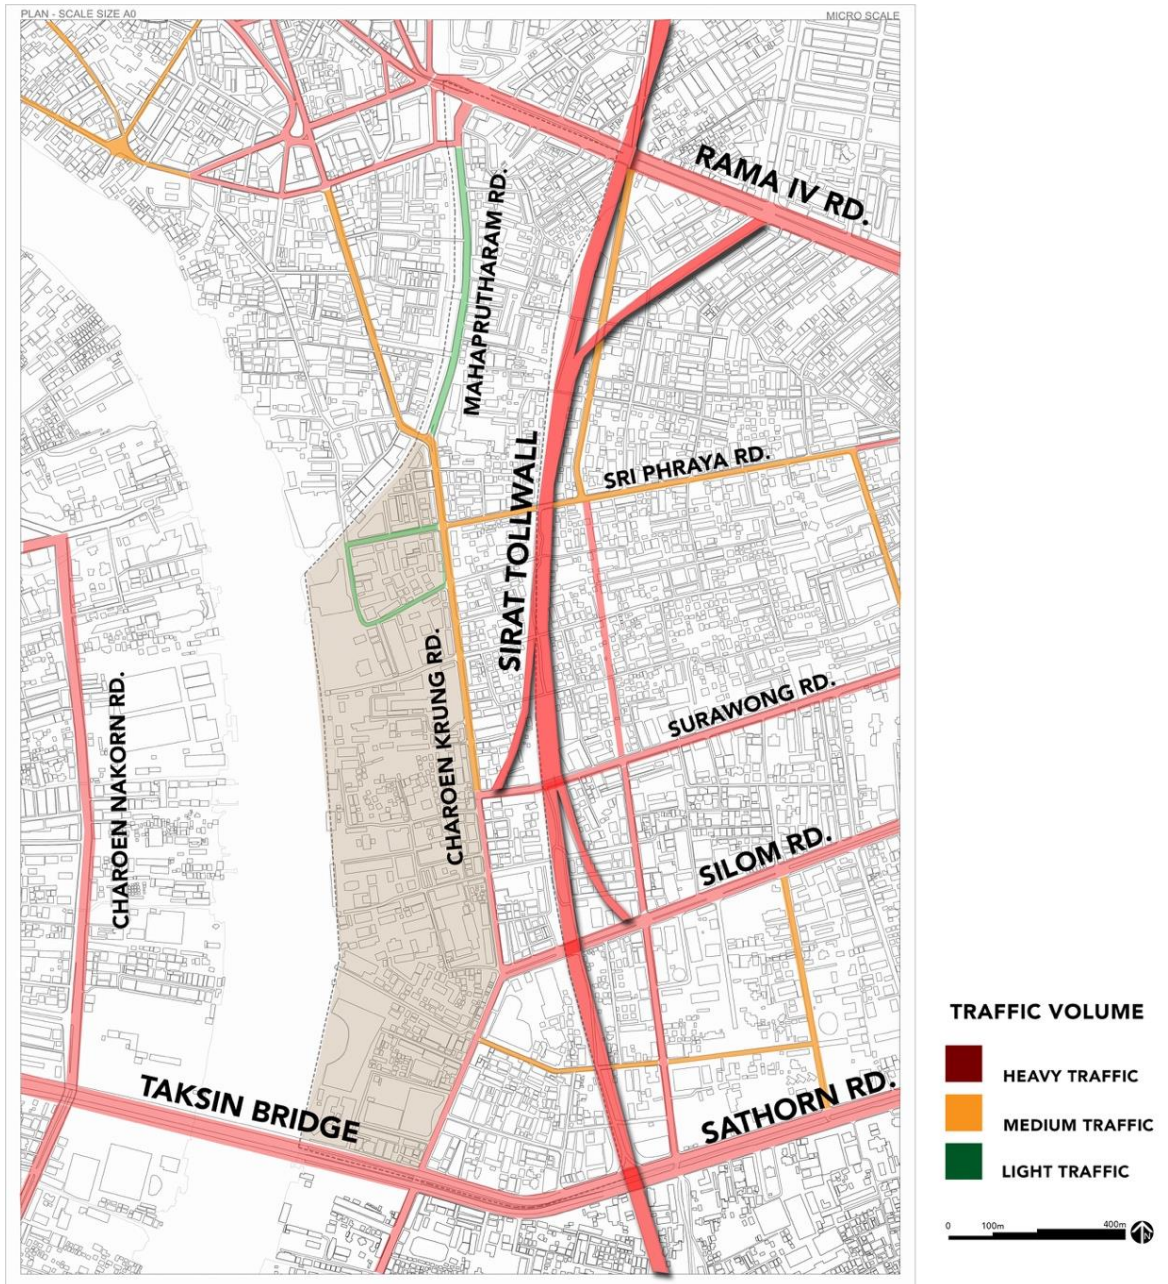 PLAN - SCALE SIZE A0
MICRO SCALE
RAMA IV RD.
MAHAPRUTHARAM RD.
SIRAT TOLLWALL
SRI PHRAYA RD.
CHAROEN KRUNG RD.
SURAWONG RD.
CHAROEN NAKORN RD.
SILOM RD.
TAKSIN BRIDGE
SATHORN RD.
TRAFFIC VOLUME
HEAVY TRAFFIC
MEDIUM TRAFFIC
LIGHT TRAFFIC
0 100m 400m